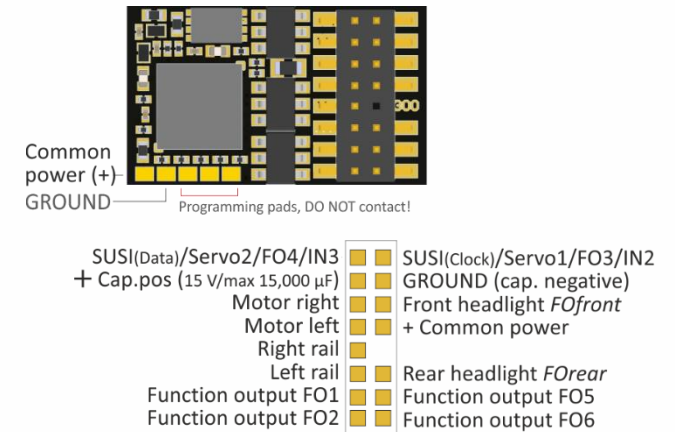 300
Common
power (+)
GROUND
Programming pads, DO NOT contact!
SUSI(Data)/Servo2/FO4/IN3
SUSI(Clock)/Servo1/FO3/IN2
+ Cap.pos (15 V/max 15,000 µF)
GROUND (cap. negative)
Motor right
Front headlight FOfront
Motor left
+ Common power
Right rail
Left rail
Rear headlight FOrear
Function output FO1
Function output FO5
Function output FO2
Function output FO6